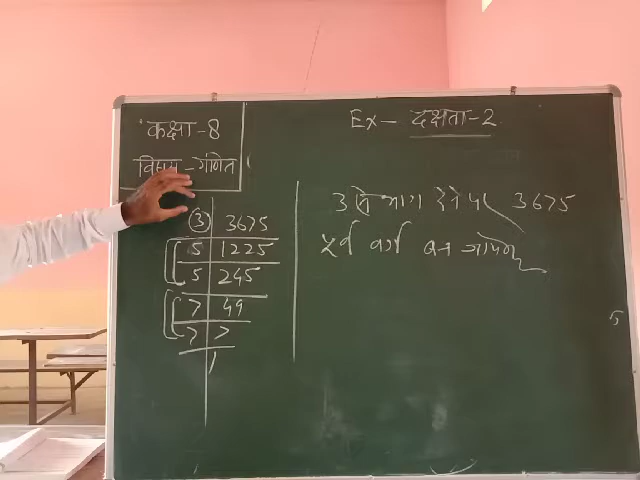 कक्षा -8
विषय - गणित
Ex- दक्षता-2
3 3675
5 1225
5 245
7 49
7 7
1
3 से भाग देने पर 3675
पूर्ण वर्ग बन जायेगा
5